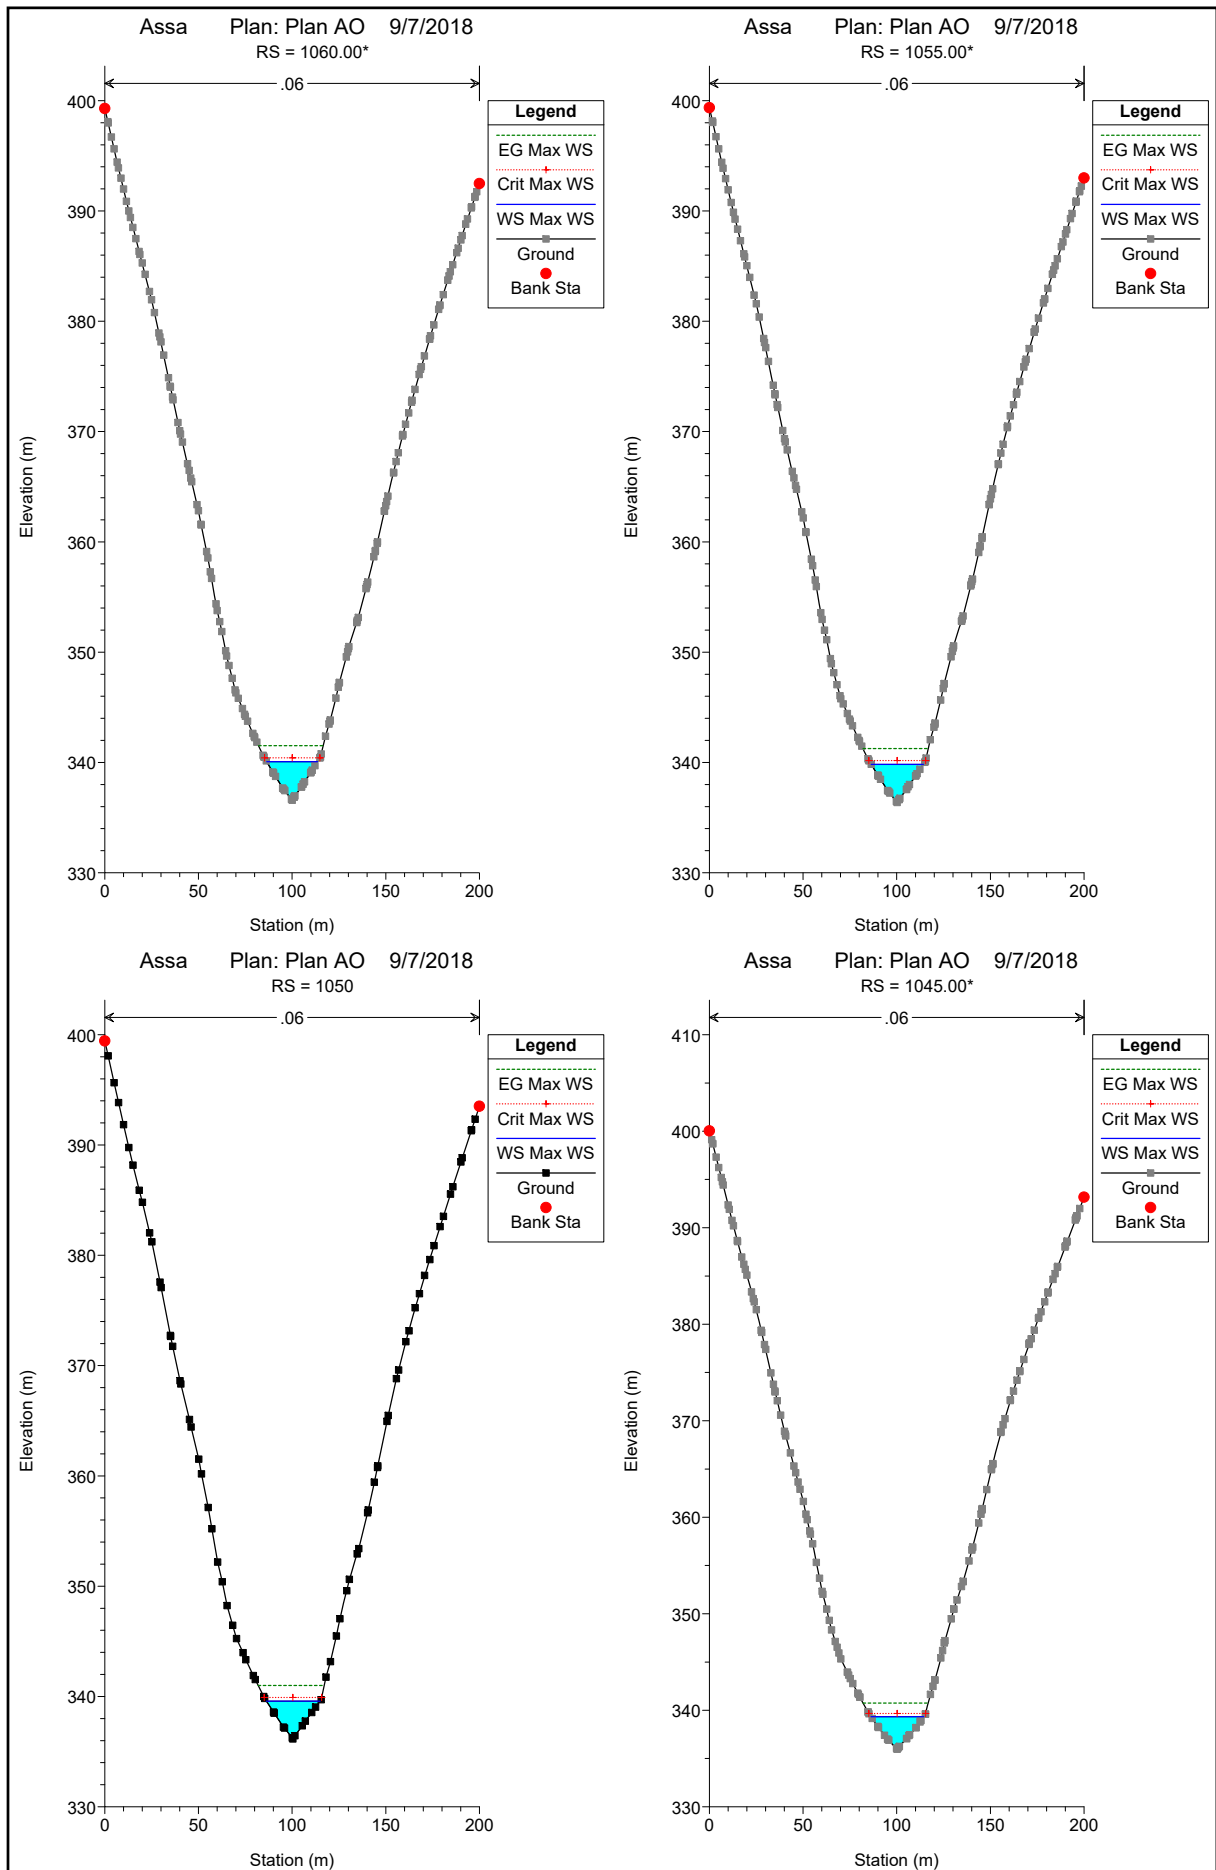 Assa Plan: Plan AO 9/7/2018
RS = 1060.00*
.06
Legend
EG Max WS
Crit Max WS
WS Max WS
Ground
Bank Sta
400
390
380
370
360
350
340
330
Elevation (m)
0 50 100 150 200
Station (m)
Assa Plan: Plan AO 9/7/2018
RS = 1055.00*
.06
Legend
EG Max WS
Crit Max WS
WS Max WS
Ground
Bank Sta
400
390
380
370
360
350
340
330
Elevation (m)
0 50 100 150 200
Station (m)
Assa Plan: Plan AO 9/7/2018
RS = 1050
.06
Legend
EG Max WS
Crit Max WS
WS Max WS
Ground
Bank Sta
400
390
380
370
360
350
340
330
Elevation (m)
0 50 100 150 200
Station (m)
Assa Plan: Plan AO 9/7/2018
RS = 1045.00*
.06
Legend
EG Max WS
Crit Max WS
WS Max WS
Ground
Bank Sta
410
400
390
380
370
360
350
340
330
Elevation (m)
0 50 100 150 200
Station (m)